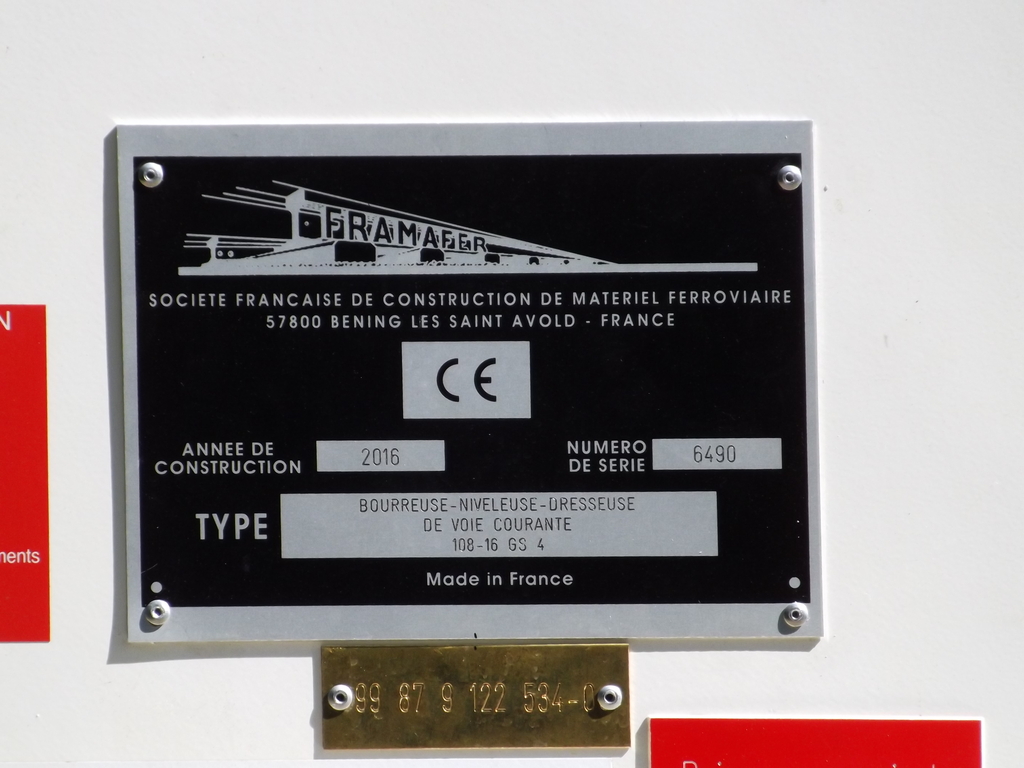 FRAMAFER
SOCIETE FRANCAISE DE CONSTRUCTION DE MATERIEL FERROVIAIRE
57800 BENING LES SAINT AVOLD - FRANCE
CE
ANNEE DE
CONSTRUCTION
2016
NUMERO
DE SERIE
6490
TYPE
BOURREUSE-NIVELEUSE-DRESSEUSE
DE VOIE COURANTE
108-16 GS 4
Made in France
99 87 9 122 534-0
N
ments